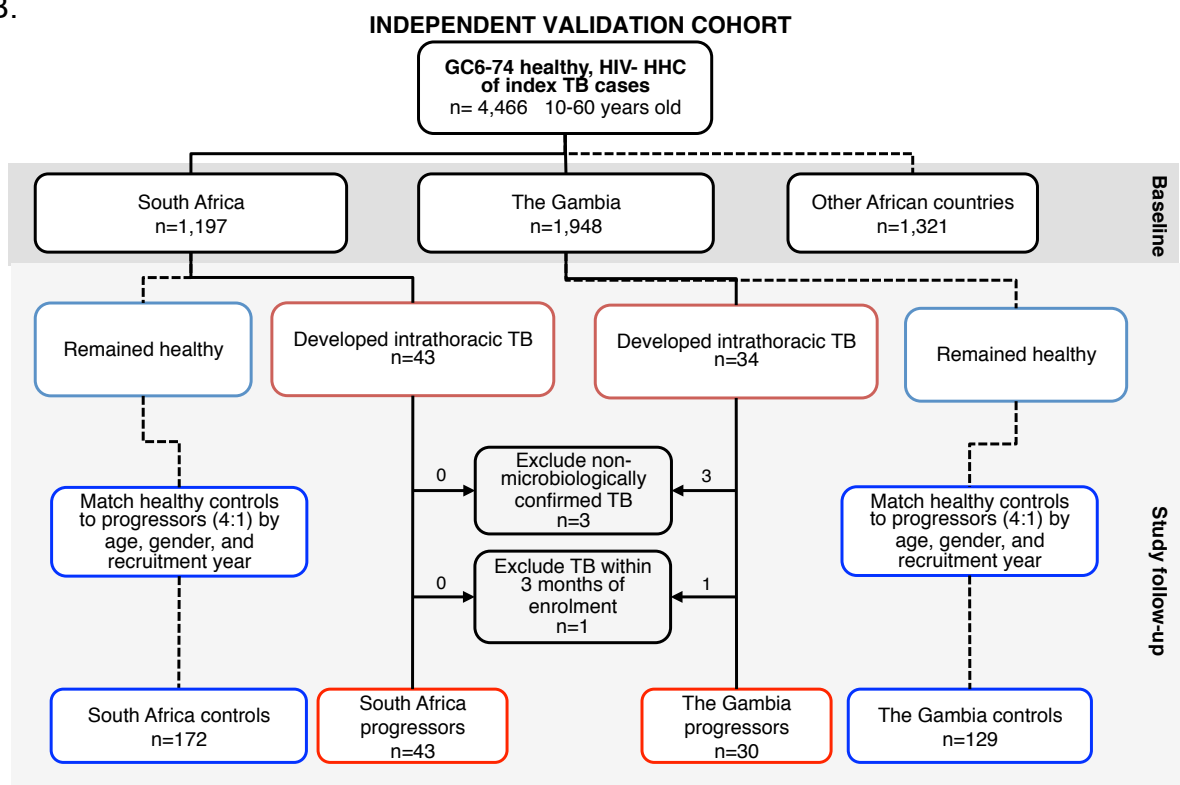 B.
INDEPENDENT VALIDATION COHORT
GC6-74 healthy, HIV- HHC
of index TB cases
n= 4,466 10-60 years old
Baseline
South Africa
n=1,197
The Gambia
n=1,948
Other African countries
n=1,321
Study follow-up
Remained healthy
Developed intrathoracic TB
n=43
Developed intrathoracic TB
n=34
Remained healthy
0
Exclude non-
microbiologically
confirmed TB
n=3
3
Match healthy controls
to progressors (4:1) by
age, gender, and
recruitment year
Match healthy controls
to progressors (4:1) by
age, gender, and
recruitment year
0
Exclude TB within
3 months of
enrolment
n=1
1
South Africa controls
n=172
South Africa
progressors
n=43
The Gambia
progressors
n=30
The Gambia controls
n=129